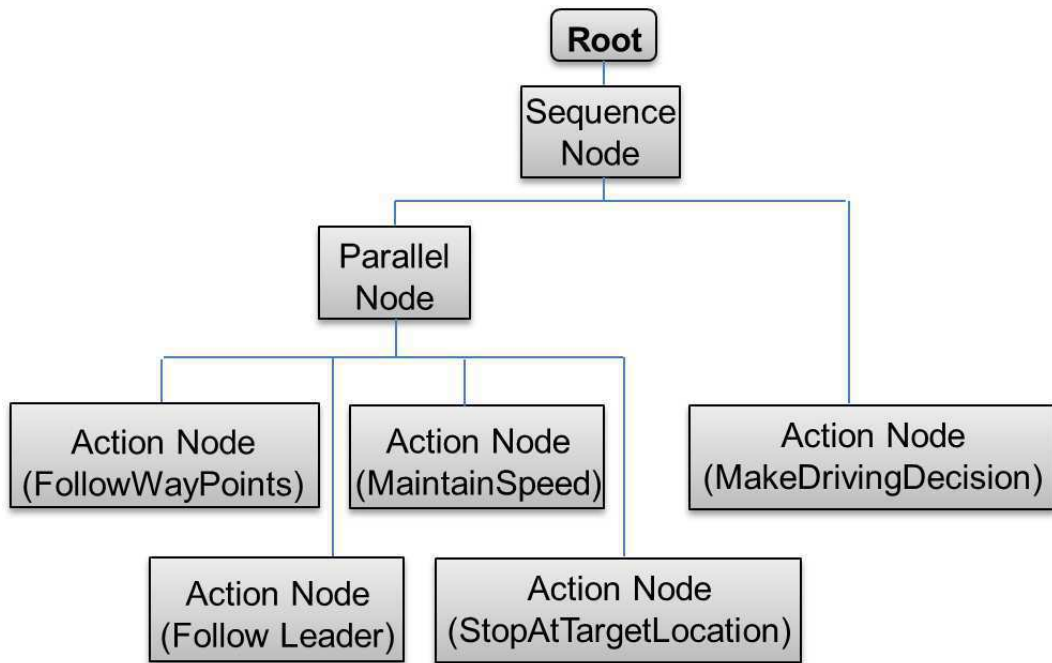 Root
Sequence
Node
Parallel
Node
Action Node
(FollowWayPoints)
Action Node
(MaintainSpeed)
Action Node
(MakeDrivingDecision)
Action Node
(Follow Leader)
Action Node
(StopAtTargetLocation)